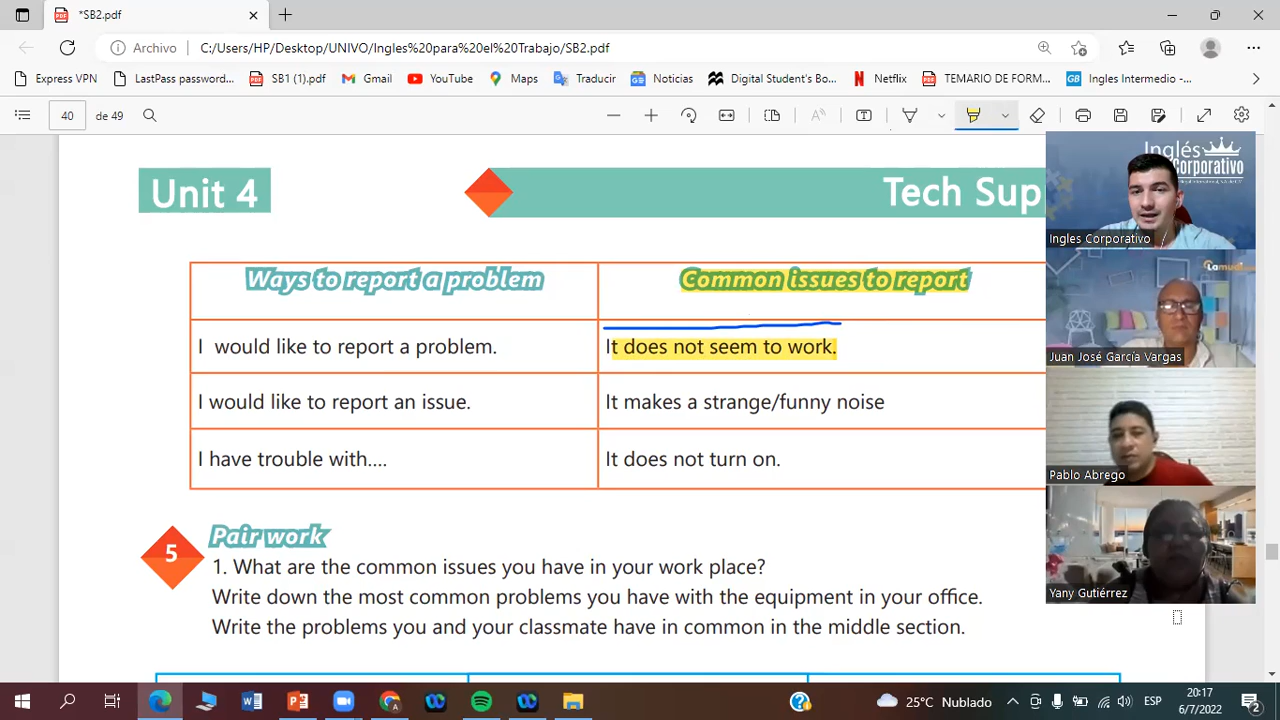 *SB2.pdf
Archivo C:/Users/HP/Desktop/UNIVO/Ingles%20para%20el%20Trabajo/SB2.pdf
Express VPN LastPass password... SB1 (1).pdf Gmail YouTube Maps Traducir Noticias Digital Student's Bo... Netflix TEMARIO DE FORM... Ingles Intermedio -...
40 de 49
Unit 4 Tech Sup
Ways to report a problem Common issues to report
I would like to report a problem. It does not seem to work.
I would like to report an issue. It makes a strange/funny noise
I have trouble with.... It does not turn on.
5 Pair work
1. What are the common issues you have in your work place?
Write down the most common problems you have with the equipment in your office.
Write the problems you and your classmate have in common in the middle section.
Inglés
Corporativo
Ingles Corporativo
Juan José García Vargas
Pablo Abrego
Yany Gutiérrez
25°C Nublado ESP 20:17
6/7/2022 2